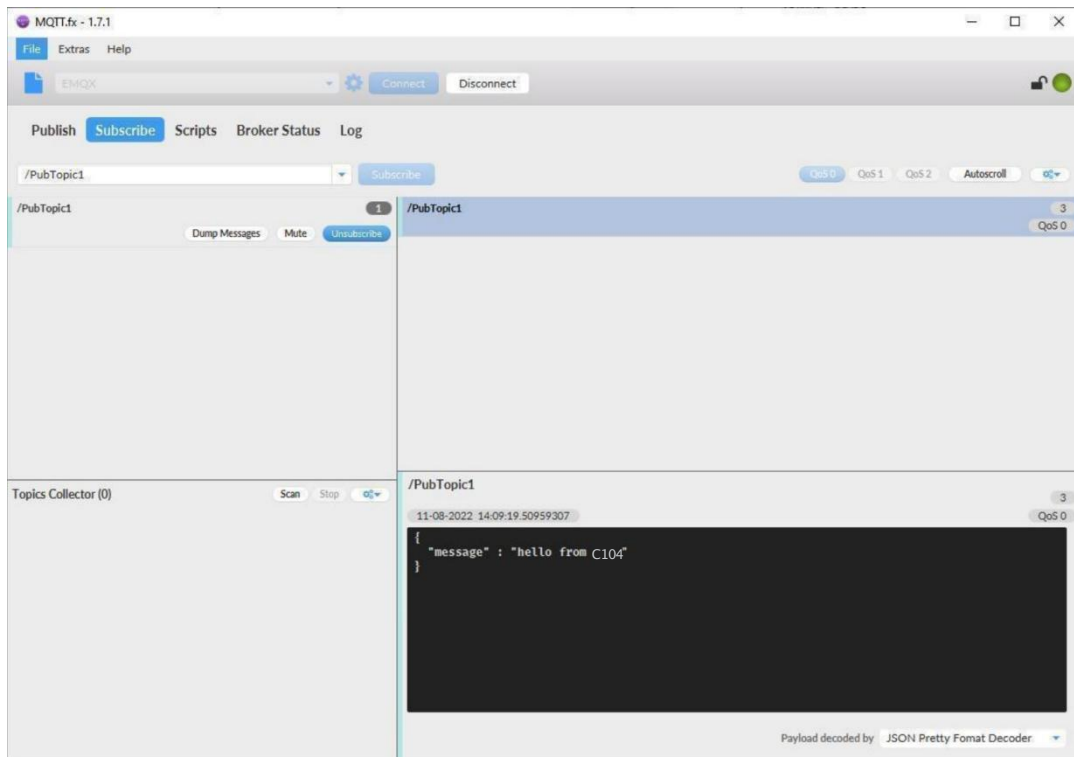 MQTT.fx - 1.7.1
File Extras Help
EMQX Connect Disconnect
Publish Subscribe Scripts Broker Status Log
/PubTopic1 Subscribe QoS 0 QoS 1 QoS 2 Autoscroll
/PubTopic1 1
Dump Messages Mute Unsubscribe
/PubTopic1 3
QoS 0
Topics Collector (0) Scan Stop
/PubTopic1
3
11-08-2022 14:09:19.50959307 QoS 0
{
"message" : "hello from C104"
}
Payload decoded by JSON Pretty Fomat Decoder